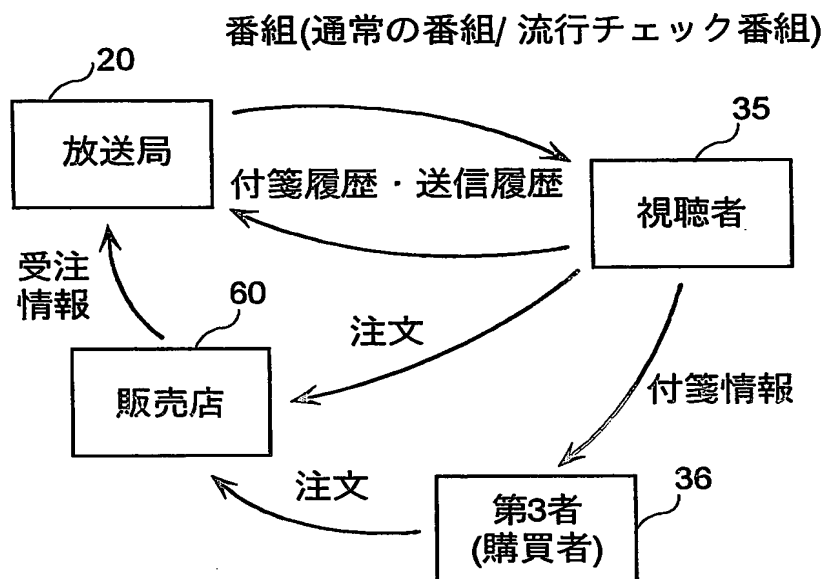 番組(通常の番組/ 流行チェック番組)
20
放送局
35
視聴者
付箋履歴・送信履歴
受注
情報
60
販売店
注文
付箋情報
注文
36
第3者
(購買者)